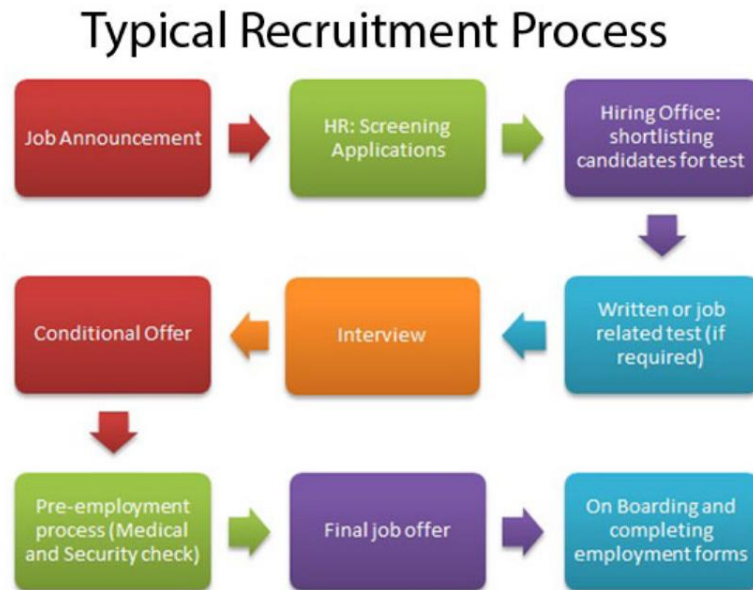 Typical Recruitment Process
Job Announcement
HR: Screening
Applications
Hiring Office:
shortlisting
candidates for test
Written or job
related test (if
required)
Interview
Conditional Offer
Pre-employment
process (Medical
and Security check)
Final job offer
On Boarding and
completing
employment forms